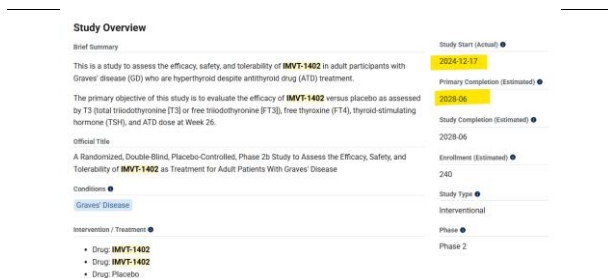 Study Overview
Brief Summary
This is a study to assess the efficacy, safety, and tolerability of IMVT-1402 in adult participants with
Graves' disease (GD) who are hyperthyroid despite antithyroid drug (ATD) treatment.
The primary objective of this study is to evaluate the efficacy of IMVT-1402 versus placebo as assessed
by T3 (total triiodothyronine [T3] or free triiodothyronine [FT3]), free thyroxine (FT4), thyroid-stimulating
hormone (TSH), and ATD dose at Week 26.
Official Title
A Randomized, Double-Blind, Placebo-Controlled, Phase 2b Study to Assess the Efficacy, Safety, and
Tolerability of IMVT-1402 as Treatment for Adult Patients With Graves' Disease
Conditions
Graves' Disease
Intervention / Treatment
• Drug: IMVT-1402
• Drug: IMVT-1402
• Drug: Placebo
Study Start (Actual)
2024-12-17
Primary Completion (Estimated)
2028-06
Study Completion (Estimated)
2028-06
Enrollment (Estimated)
240
Study Type
Interventional
Phase
Phase 2